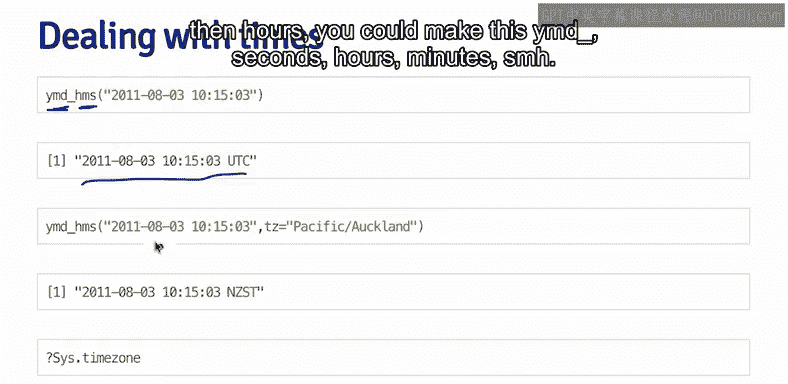 Dealing with times
then hours, you could make this ymd_,
seconds, hours, minutes, smh.
ymd_hms("2011-08-03 10:15:03")
[1] "2011-08-03 10:15:03 UTC"
ymd_hms("2011-08-03 10:15:03",tz="Pacific/Auckland")
[1] "2011-08-03 10:15:03 NZST"
?Sys.timezone